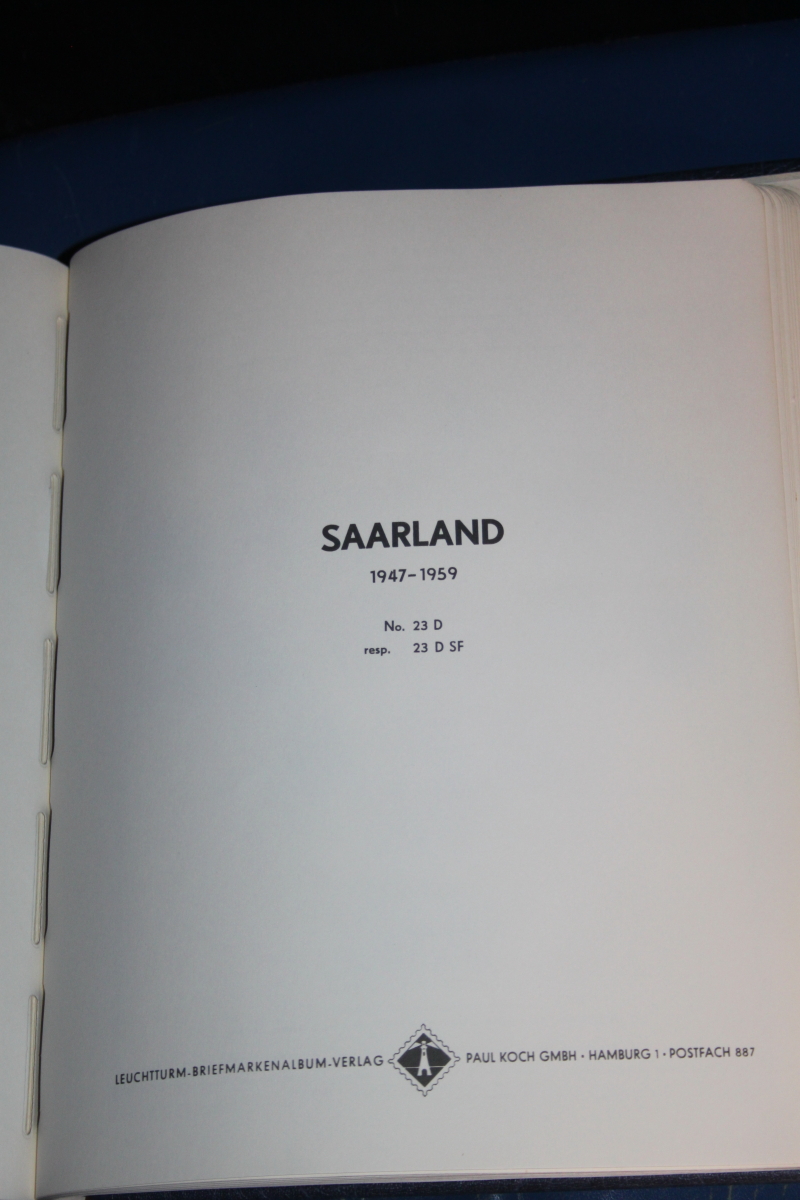 SAARLAND
1947-1959
No. 23 D
resp. 23 D SF
LEUCHTTURM-BRIEFMARKENALBUM-VERLAG PAUL KOCH GMBH · HAMBURG 1 · POSTFACH 887